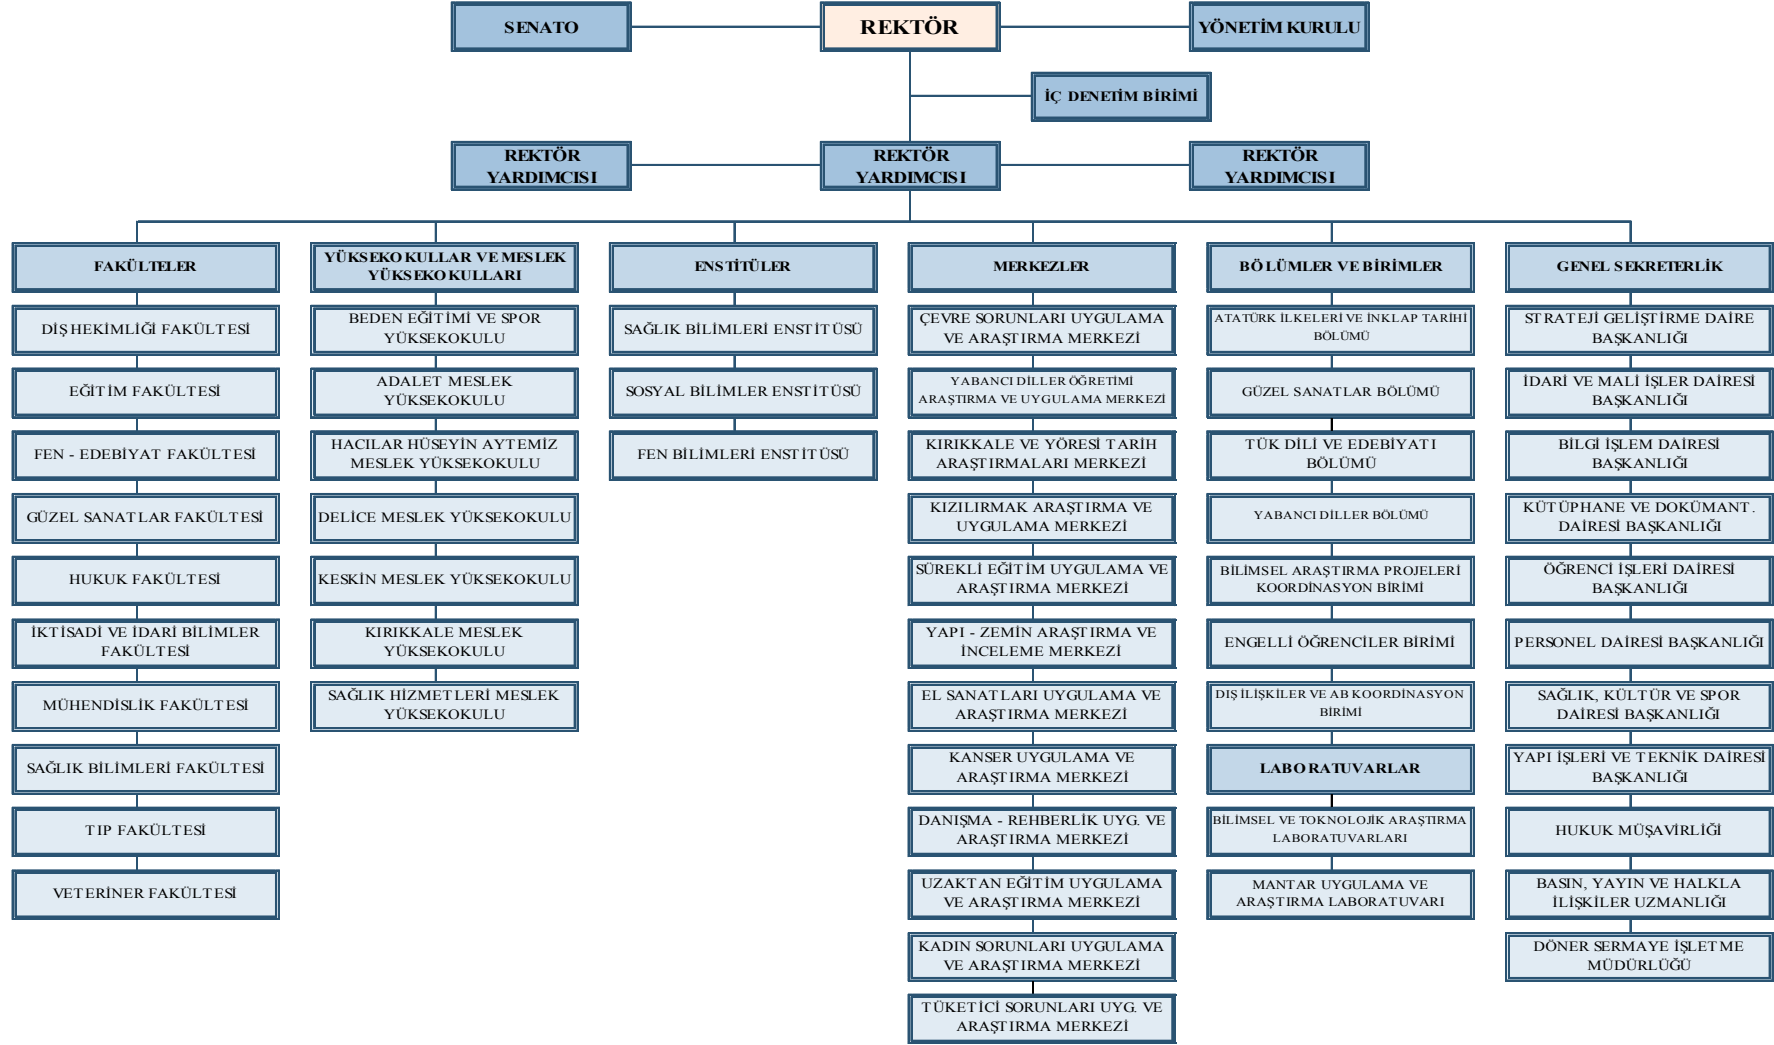 SENATO
REKTÖR
YÖNETİM KURULU
İÇ DENETİM BİRİMİ
REKTÖR
YARDIMCISI
REKTÖR
YARDIMCISI
REKTÖR
YARDIMCISI
FAKÜLTELER
DİŞ HEKİMLİĞİ FAKÜLTESİ
EĞİTİM FAKÜLTESİ
FEN - EDEBİYAT FAKÜLTESİ
GÜZEL SANATLAR FAKÜLTESİ
HUKUK FAKÜLTESİ
İKTİSADİ VE İDARİ BİLİMLER
FAKÜLTESİ
MÜHENDİSLİK FAKÜLTESİ
SAĞLIK BİLİMLERİ FAKÜLTESİ
TIP FAKÜLTESİ
VETERİNER FAKÜLTESİ
YÜKSEKOKULLAR VE MESLEK
YÜKSEKOKULLARI
BEDEN EĞİTİMİ VE SPOR
YÜKSEKOKULU
ADALET MESLEK
YÜKSEKOKULU
HACILAR HÜSEYİN AYTEMİZ
MESLEK YÜKSEKOKULU
DELİCE MESLEK YÜKSEKOKULU
KESKİN MESLEK YÜKSEKOKULU
KIRIKKALE MESLEK
YÜKSEKOKULU
SAĞLIK HİZMETLERİ MESLEK
YÜKSEKOKULU
ENSTİTÜLER
SAĞLIK BİLİMLERİ ENSTİTÜSÜ
SOSYAL BİLİMLER ENSTİTÜSÜ
FEN BİLİMLERİ ENSTİTÜSÜ
MERKEZLER
ÇEVRE SORUNLARI UYGULAMA
VE ARAŞTIRMA MERKEZİ
YABANCI DİLLER ÖĞRETİMİ
ARAŞTIRMA VE UYGULAMA MERKEZİ
KIRIKKALE VE YÖRESİ TARİH
ARAŞTIRMALARI MERKEZİ
KIZILIRMAK ARAŞTIRMA VE
UYGULAMA MERKEZİ
SÜREKLİ EĞİTİM UYGULAMA VE
ARAŞTIRMA MERKEZİ
YAPI - ZEMİN ARAŞTIRMA VE
İNCELEME MERKEZİ
EL SANATLARI UYGULAMA VE
ARAŞTIRMA MERKEZİ
KANSER UYGULAMA VE
ARAŞTIRMA MERKEZİ
DANIŞMA - REHBERLİK UYG. VE
ARAŞTIRMA MERKEZİ
UZAKTAN EĞİTİM UYGULAMA
VE ARAŞTIRMA MERKEZİ
KADIN SORUNLARI UYGULAMA
VE ARAŞTIRMA MERKEZİ
TÜKETİCİ SORUNLARI UYG. VE
ARAŞTIRMA MERKEZİ
BÖLÜMLER VE BİRİMLER
ATATÜRK İLKELERİ VE İNKLAP TARİHİ
BÖLÜMÜ
GÜZEL SANATLAR BÖLÜMÜ
TÜK DİLİ VE EDEBİYATI
BÖLÜMÜ
YABANCI DİLLER BÖLÜMÜ
BİLİMSEL ARAŞTIRMA PROJELERİ
KOORDİNASYON BİRİMİ
ENGELLİ ÖĞRENCİLER BİRİMİ
DIŞ İLİŞKİLER VE AB KOORDİNASYON
BİRİMİ
LABORATUVARLAR
BİLİMSEL VE TOKNOLOJİK ARAŞTIRMA
LABORATUVARLARI
MANTAR UYGULAMA VE
ARAŞTIRMA LABORATUVARI
GENEL SEKRETERLİK
STRATEJİ GELİŞTİRME DAİRE
BAŞKANLIĞI
İDARİ VE MALİ İŞLER DAİRESİ
BAŞKANLIĞI
BİLGİ İŞLEM DAİRESİ
BAŞKANLIĞI
KÜTÜPHANE VE DOKÜMANT.
DAİRESİ BAŞKANLIĞI
ÖĞRENCİ İŞLERİ DAİRESİ
BAŞKANLIĞI
PERSONEL DAİRESİ BAŞKANLIĞI
SAĞLIK, KÜLTÜR VE SPOR
DAİRESİ BAŞKANLIĞI
YAPI İŞLERİ VE TEKNİK DAİRESİ
BAŞKANLIĞI
HUKUK MÜŞAVİRLİĞİ
BASIN, YAYIN VE HALKLA
İLİŞKİLER UZMANLIĞI
DÖNER SERMAYE İŞLETME
MÜDÜRLÜĞÜ